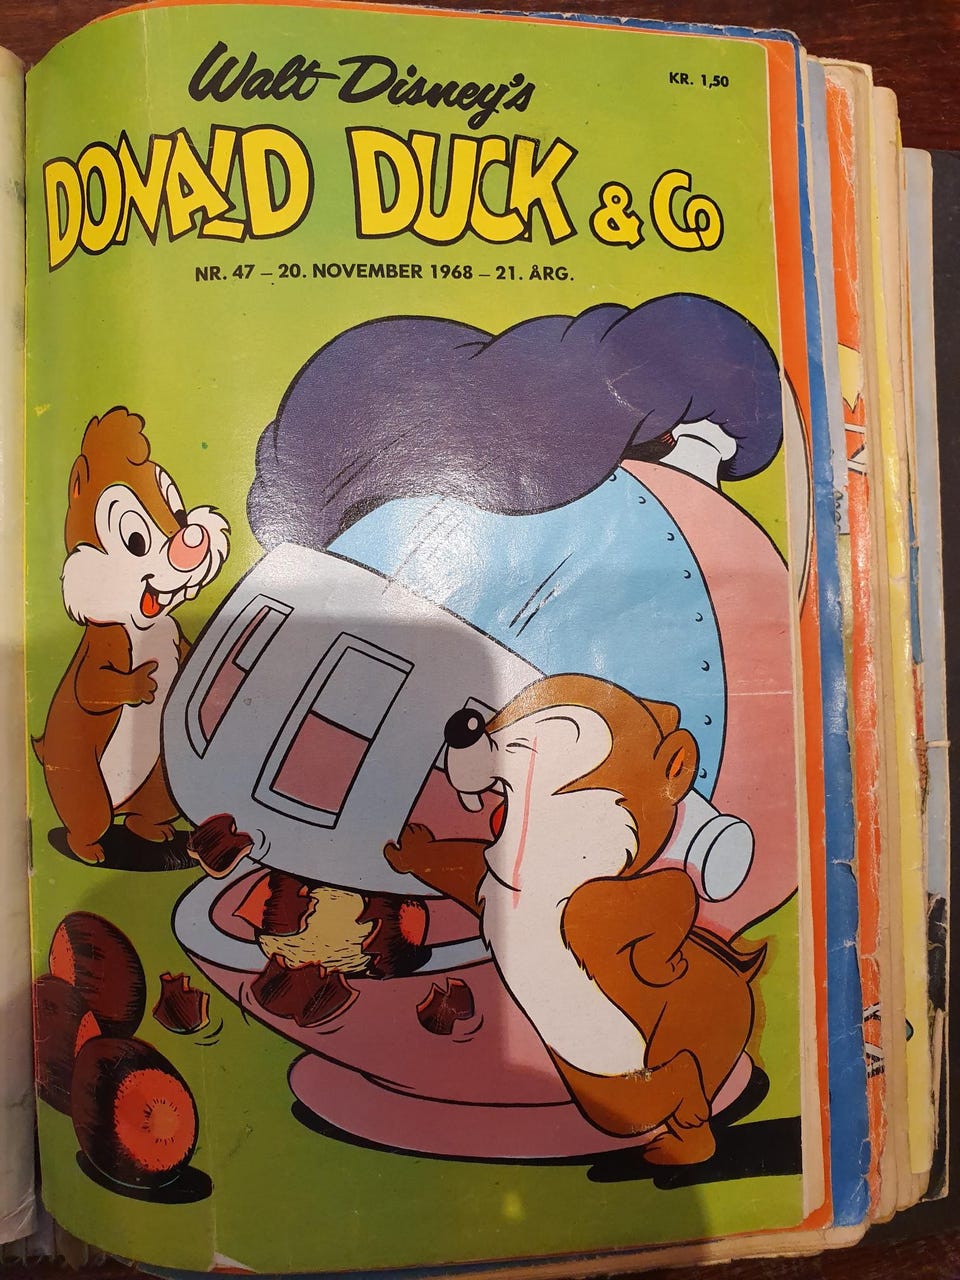 Walt Disney's
KR. 1,50
DONALD DUCK & Co
NR. 47 – 20. NOVEMBER 1968 – 21. ÅRG.